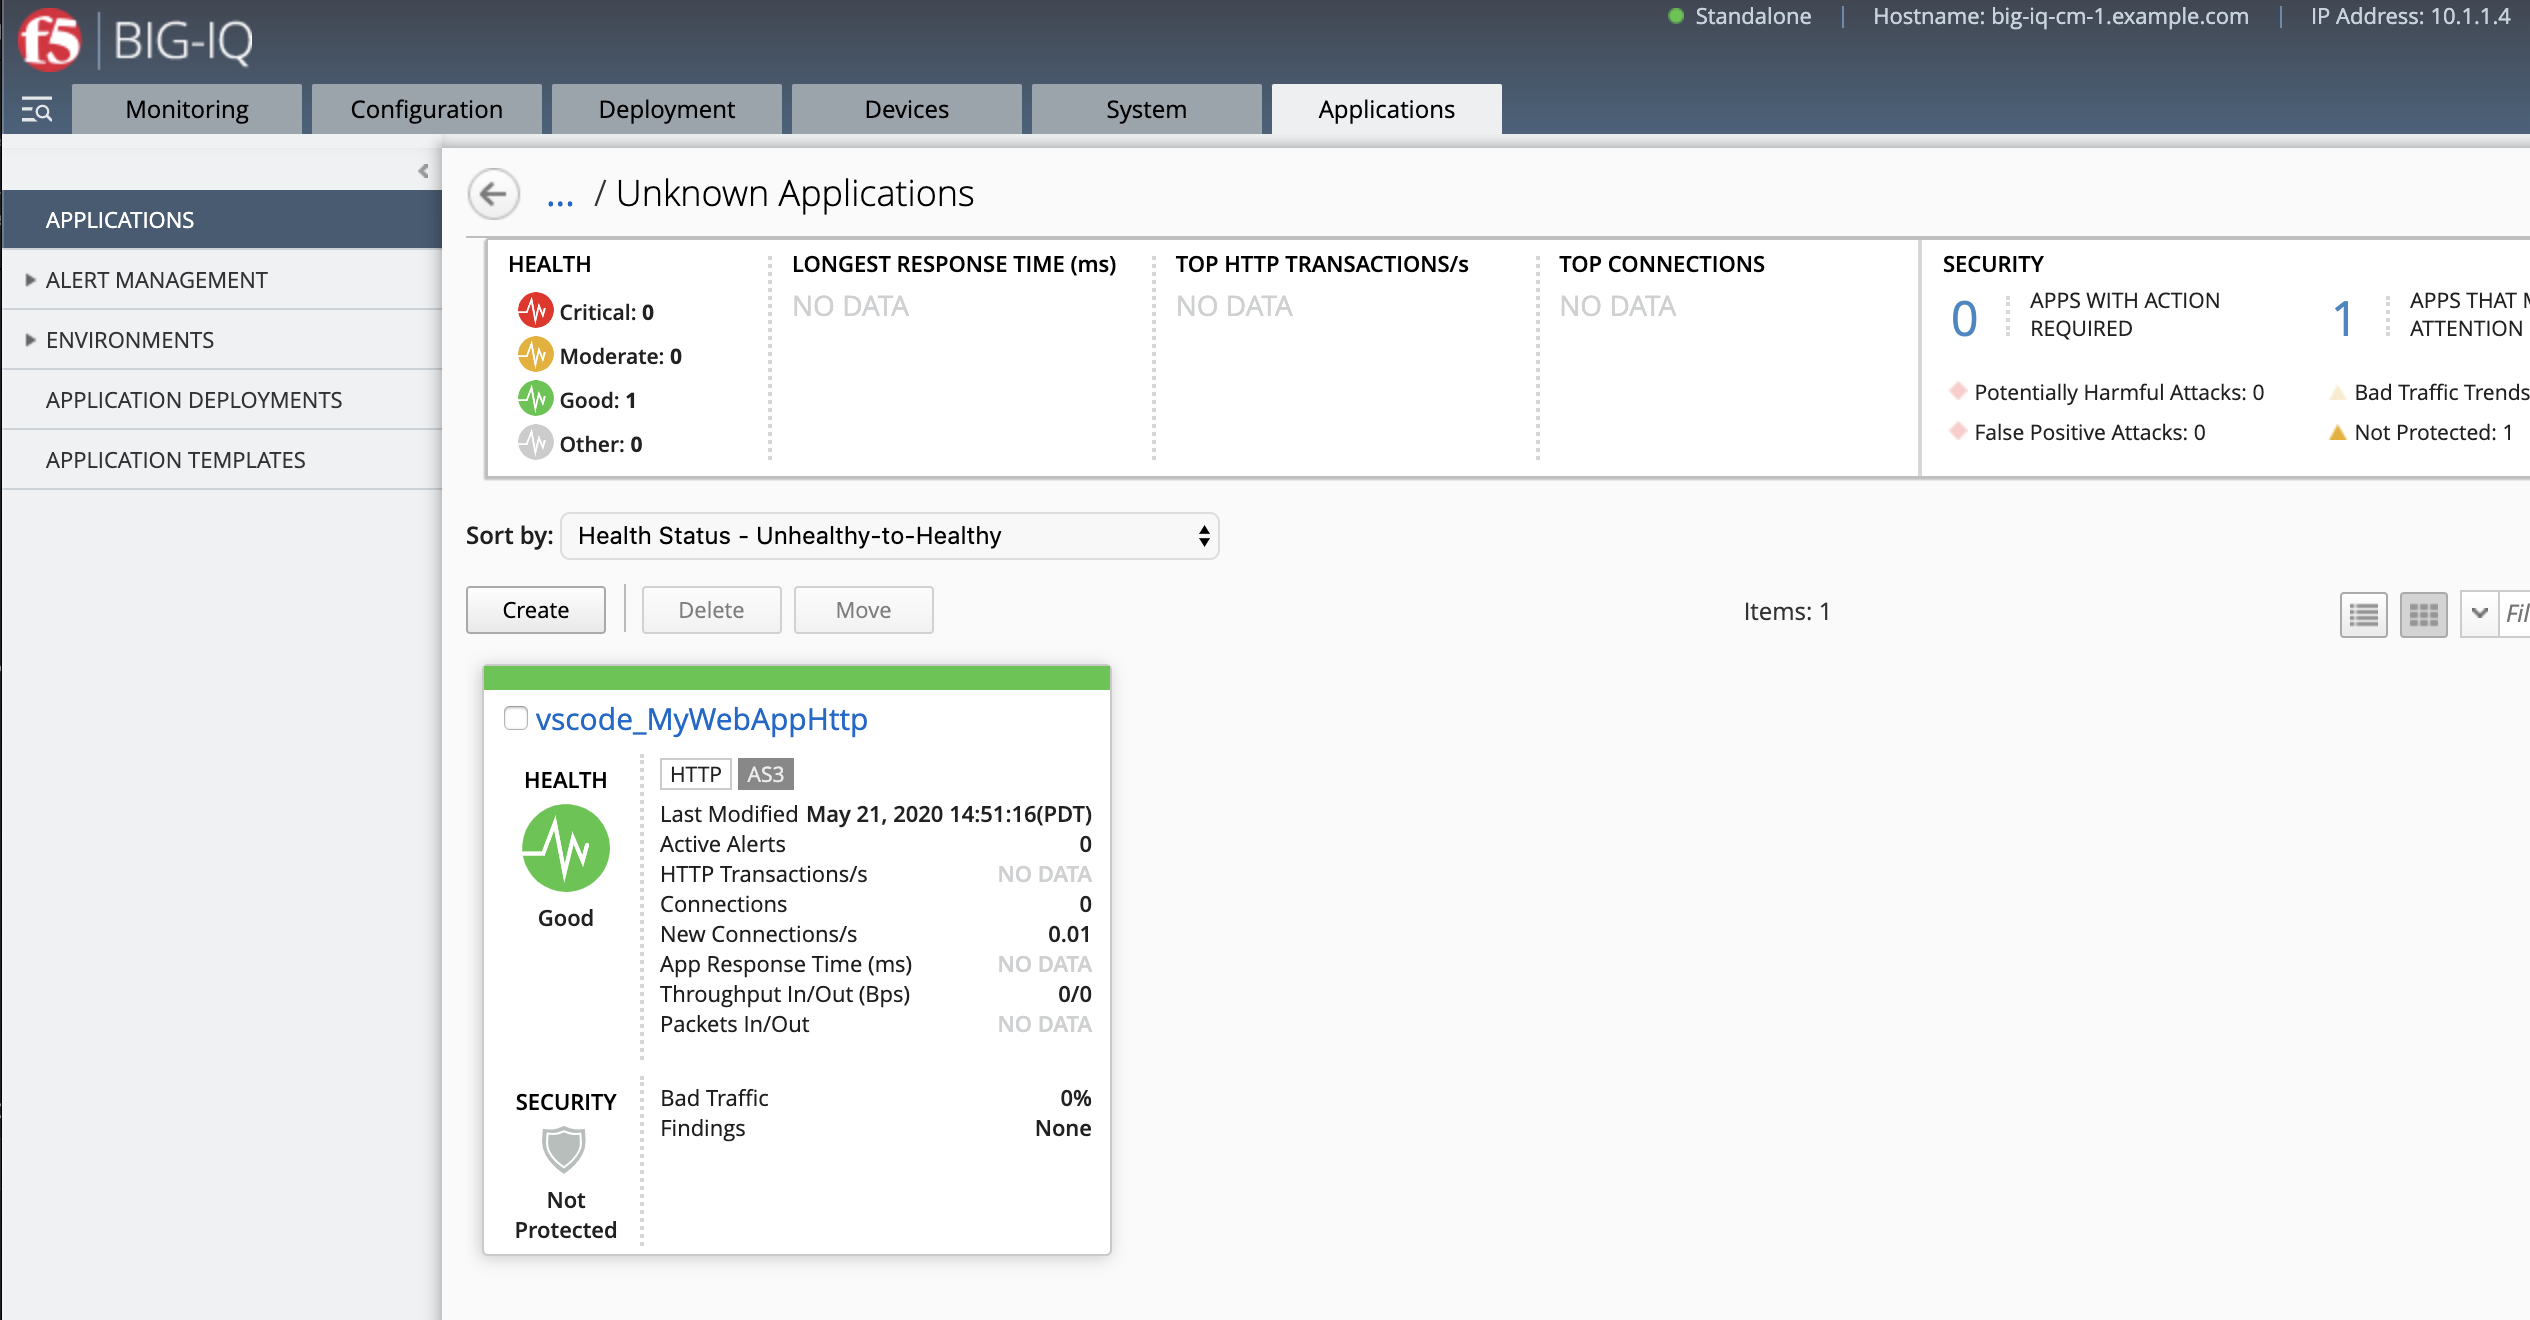 f5 BIG-IQ
Standalone | Hostname: big-iq-cm-1.example.com | IP Address: 10.1.1.4
Monitoring Configuration Deployment Devices System Applications
APPLICATIONS
ALERT MANAGEMENT
ENVIRONMENTS
APPLICATION DEPLOYMENTS
APPLICATION TEMPLATES
... / Unknown Applications
HEALTH
Critical: 0
Moderate: 0
Good: 1
Other: 0
LONGEST RESPONSE TIME (ms)
NO DATA
TOP HTTP TRANSACTIONS/s
NO DATA
TOP CONNECTIONS
NO DATA
SECURITY
0 APPS WITH ACTION
REQUIRED
Potentially Harmful Attacks: 0
False Positive Attacks: 0
1 APPS THAT
ATTENTION
Bad Traffic Trends
Not Protected: 1
Sort by: Health Status - Unhealthy-to-Healthy
Create Delete Move Items: 1
vscode_MyWebAppHttp
HEALTH
Good
HTTP AS3
Last Modified May 21, 2020 14:51:16(PDT)
Active Alerts 0
HTTP Transactions/s NO DATA
Connections 0
New Connections/s 0.01
App Response Time (ms) NO DATA
Throughput In/Out (Bps) 0/0
Packets In/Out NO DATA
SECURITY
Not
Protected
Bad Traffic 0%
Findings None